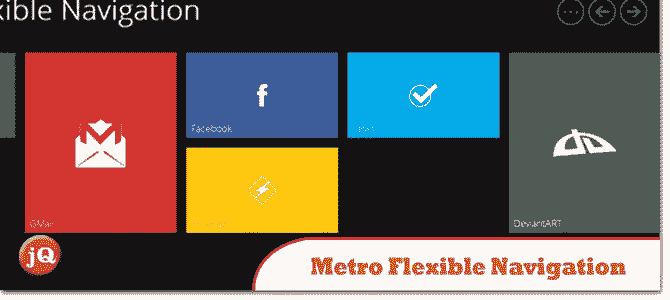 xible Navigation
f
Facebook
GMail
DeviantART
jQ
Metro Flexible Navigation